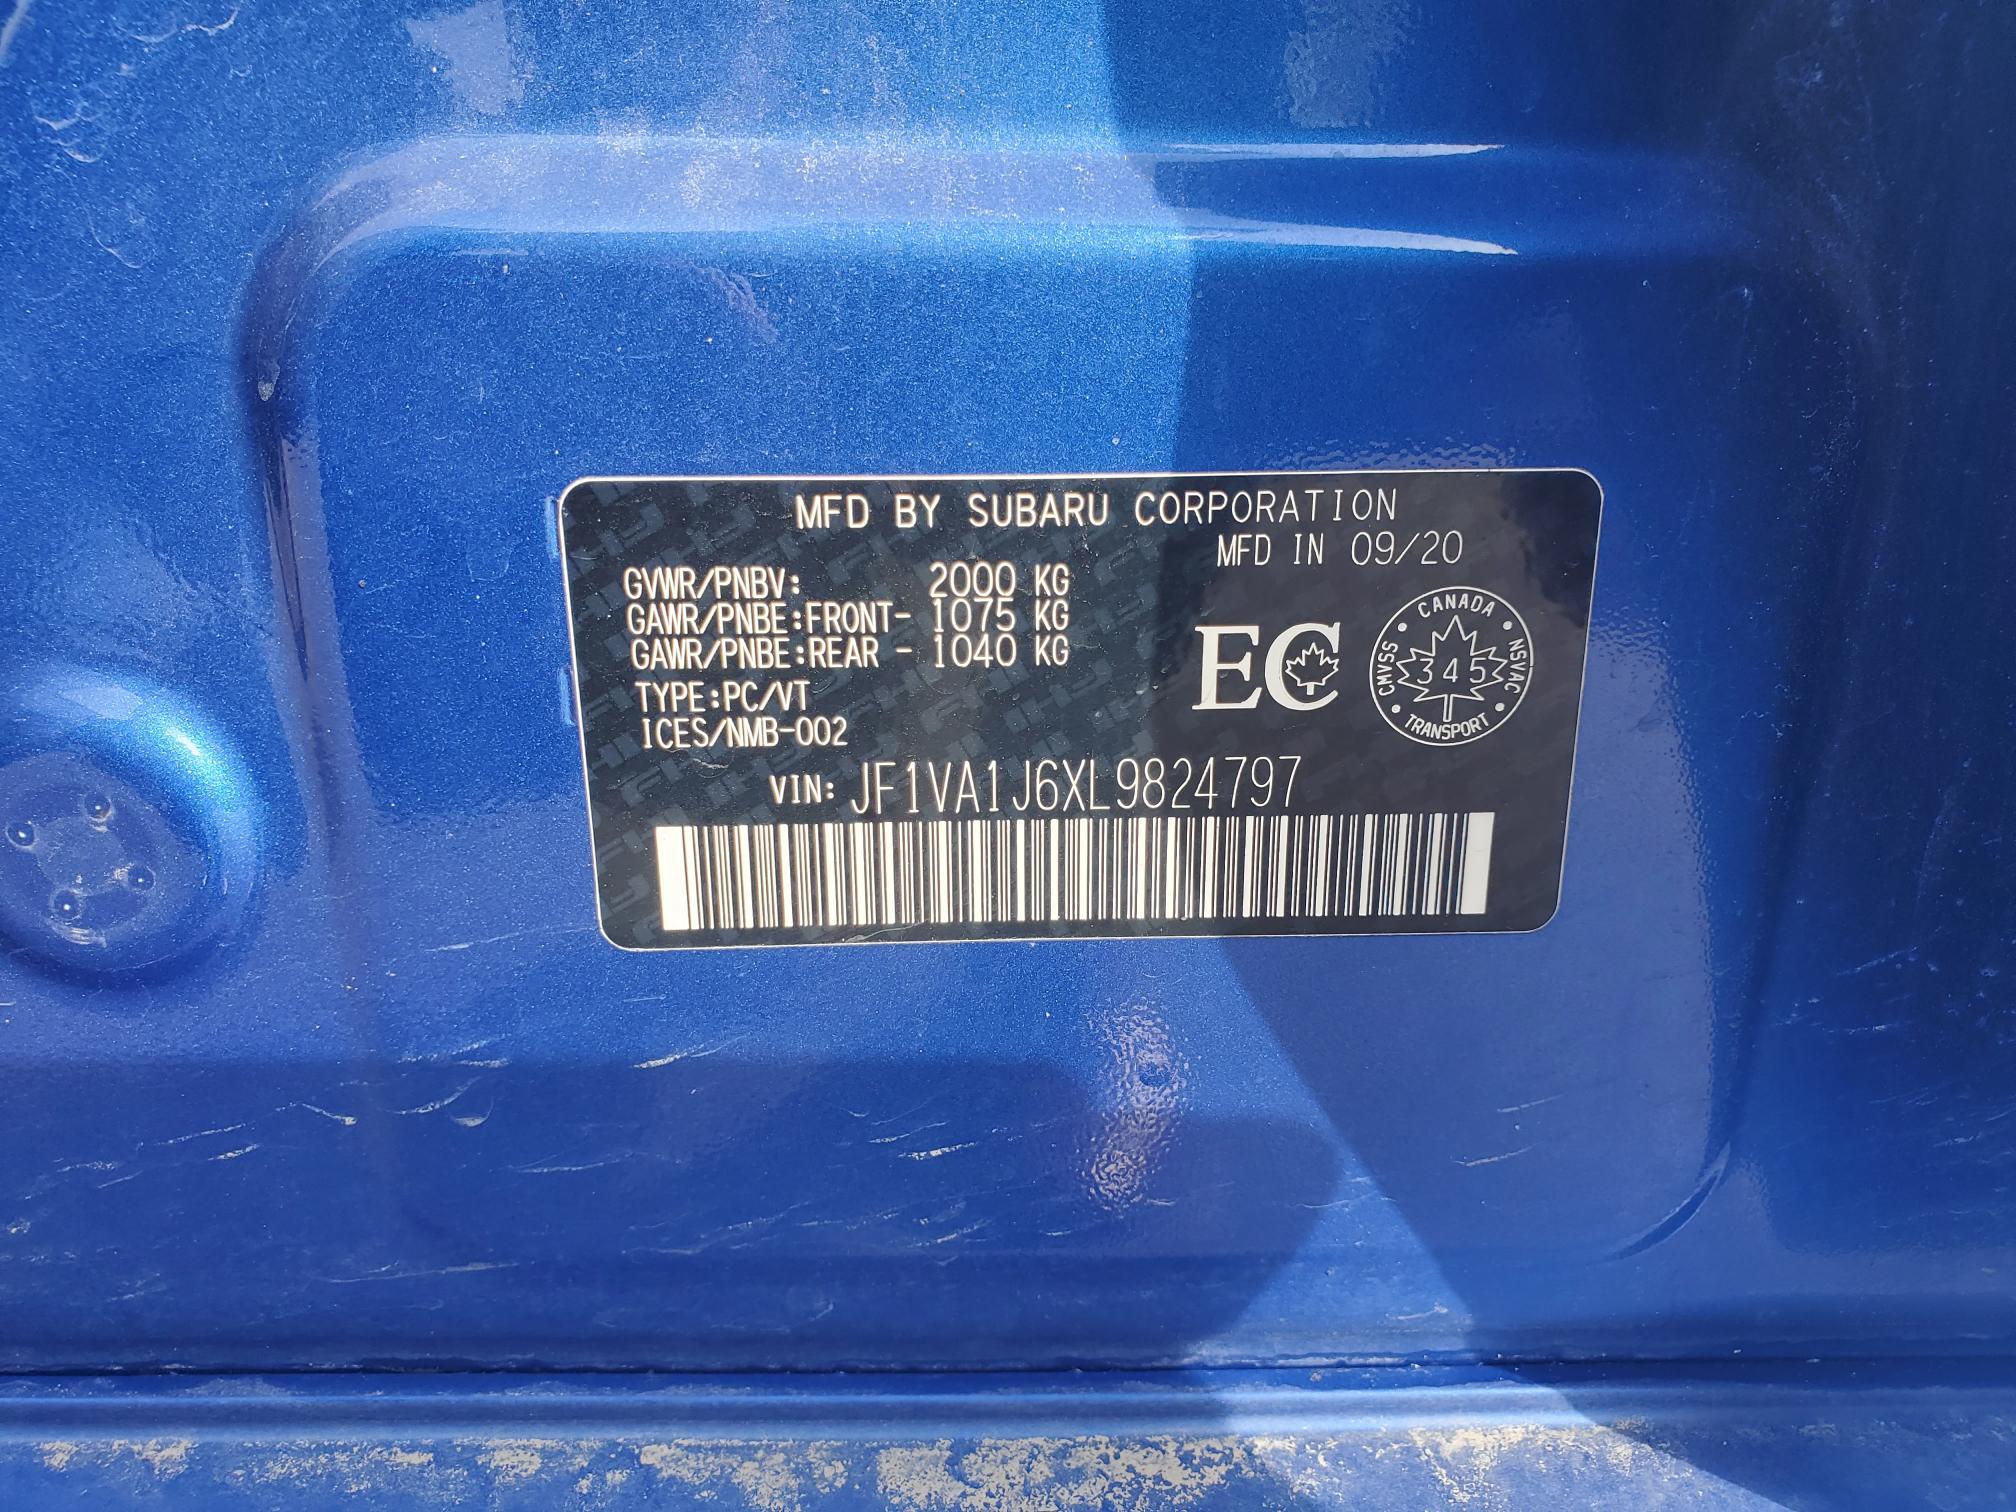 MFD BY SUBARU CORPORATION
MFD IN 09/20
GVWR/PNBV: 2000 KG
GAWR/PNBE:FRONT- 1075 KG
GAWR/PNBE:REAR - 1040 KG
TYPE:PC/VT
ICES/NMB-002
EC
CANADA
CMVSS 345 NSVAC
TRANSPORT
VIN: JF1VA1J6XL9824797